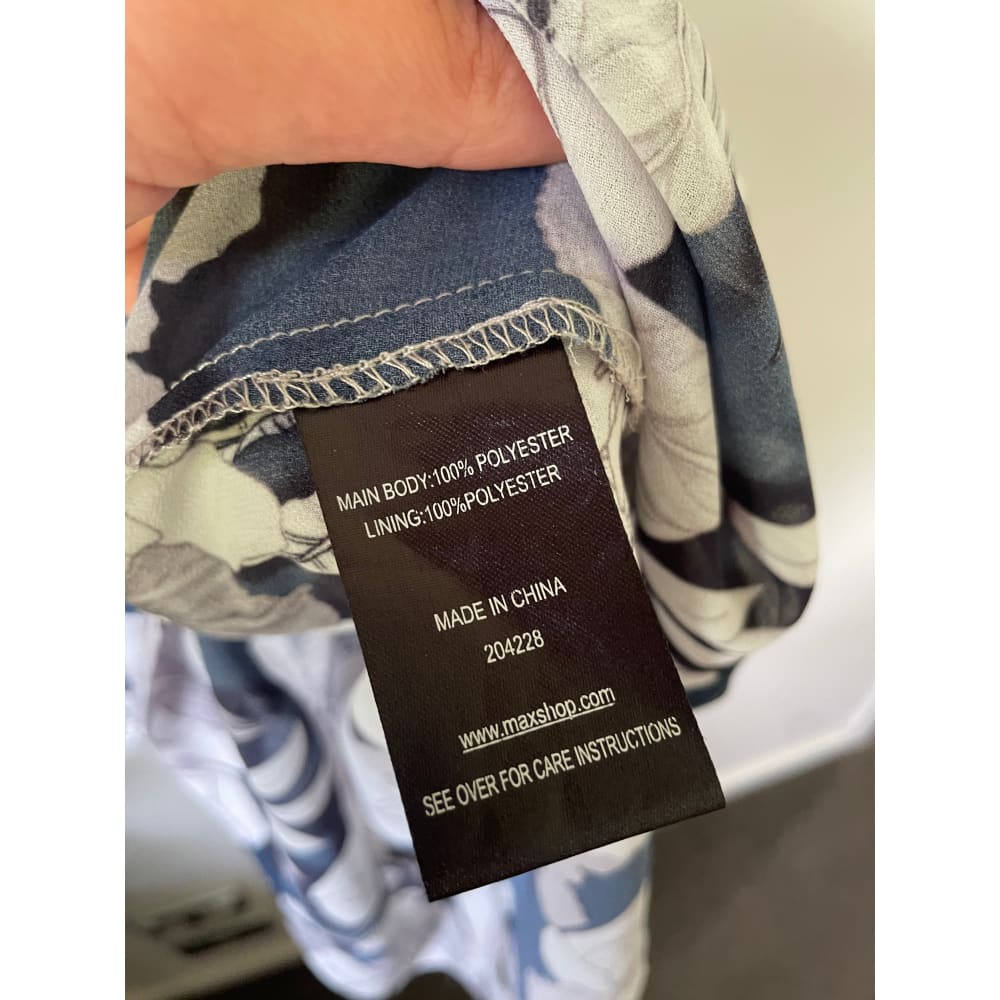 MAIN BODY:100% POLYESTER
LINING:100%POLYESTER
MADE IN CHINA
204228
www.maxshop.com
SEE OVER FOR CARE INSTRUCTIONS